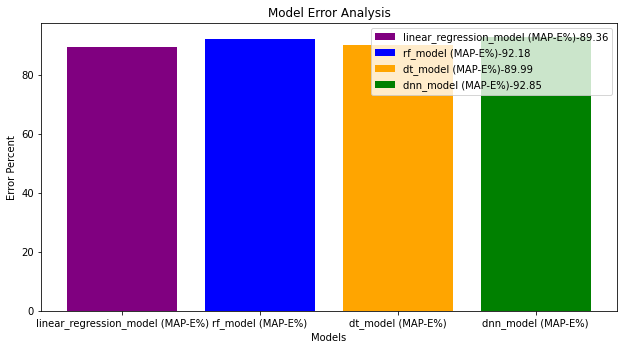 Model Error Analysis
linear_regression_model (MAP-E%)-89.36
rf_model (MAP-E%)-92.18
dt_model (MAP-E%)-89.99
dnn_model (MAP-E%)-92.85
Error Percent
80
60
40
20
0
linear_regression_model (MAP-E%) rf_model (MAP-E%) dt_model (MAP-E%) dnn_model (MAP-E%)
Models